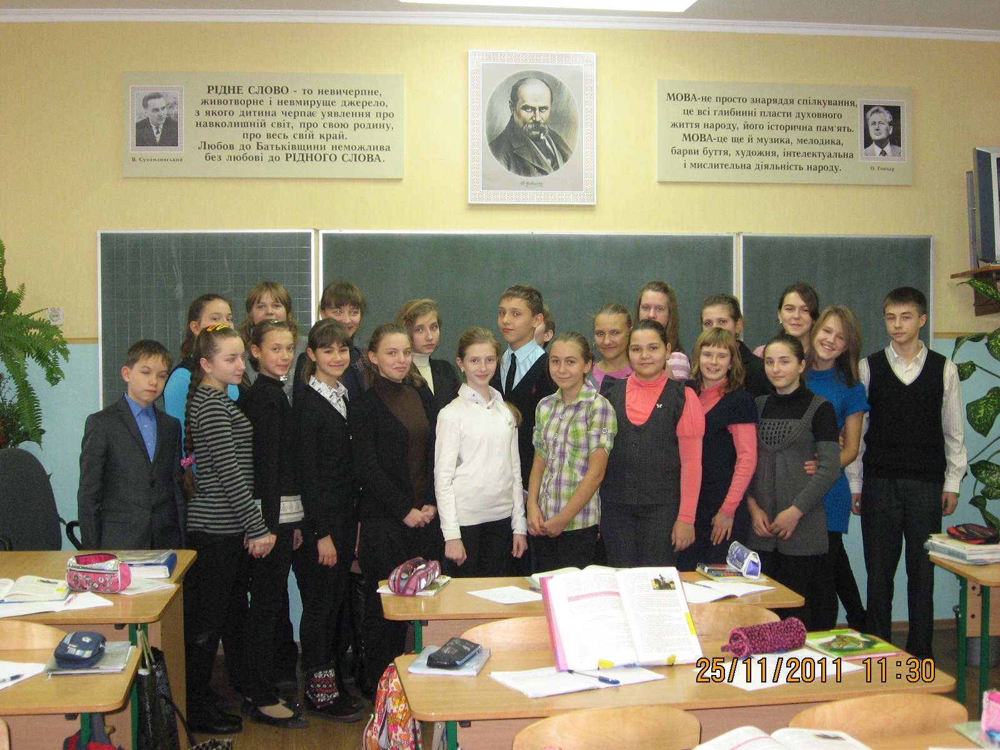 РІДНЕ СЛОВО - то невичерпне,
животворне і невмируще джерело,
з якого дитина черпає уявлення про
навколишній світ, про свою родину,
про весь свій край.
Любов до Батьківщини неможлива
без любові до РІДНОГО СЛОВА.
В. Сухомлинський
МОВА-не просто знаряддя спілкування,
це всі глибинні пласти духовного
життя народу, його історична пам'ять.
МОВА-це ще й музика, мелодика,
барви буття, художня, інтелектуальна
і мислительна діяльність народу.
О. Гончар
25/11/2011 11:30